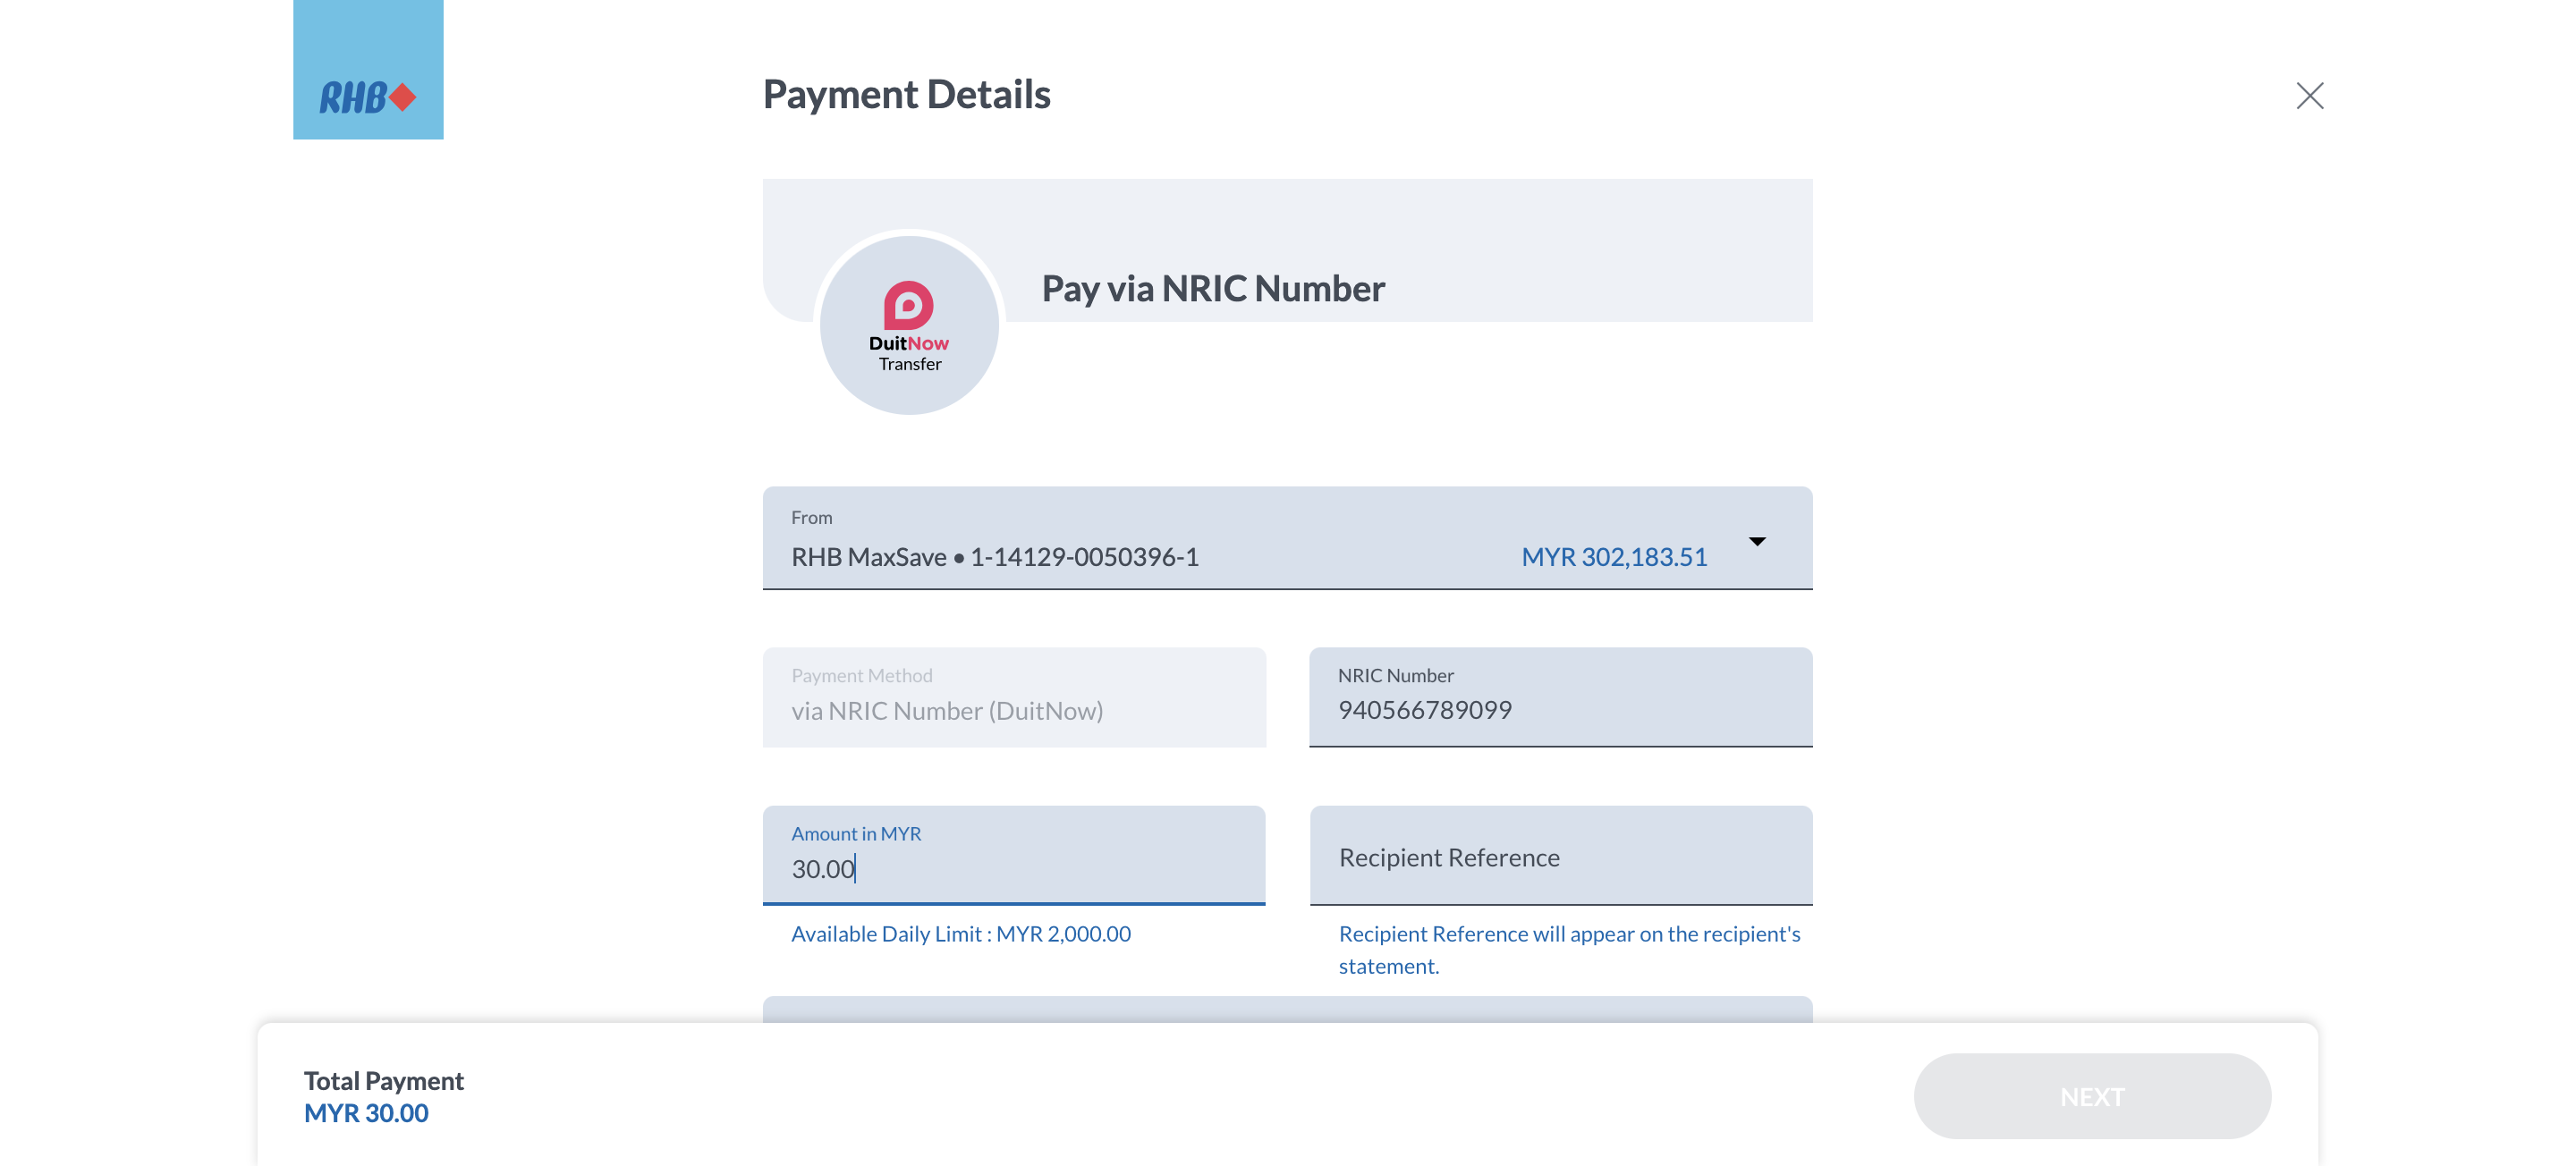 RHB
Payment Details
Pay via NRIC Number
DuitNow
Transfer
From
RHB MaxSave • 1-14129-0050396-1
MYR 302,183.51
Payment Method
via NRIC Number (DuitNow)
NRIC Number
940566789099
Amount in MYR
30.00
Available Daily Limit : MYR 2,000.00
Recipient Reference
Recipient Reference will appear on the recipient's
statement.
Total Payment
MYR 30.00
NEXT